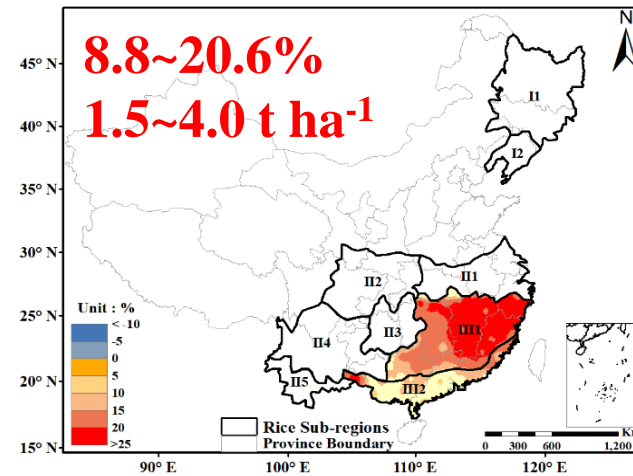 8.8~20.6%
1.5~4.0 t ha-1
N
45° N
40° N
35° N
30° N
25° N
20° N
15° N
I1
I2
II1
II2
II3
II4
II5
III1
III2
Unit : %
< -10
-5
0
5
10
15
20
>25
Rice Sub-regions
Province Boundary
Km
0 300 600 1,200
90° E
100° E
110° E
120° E